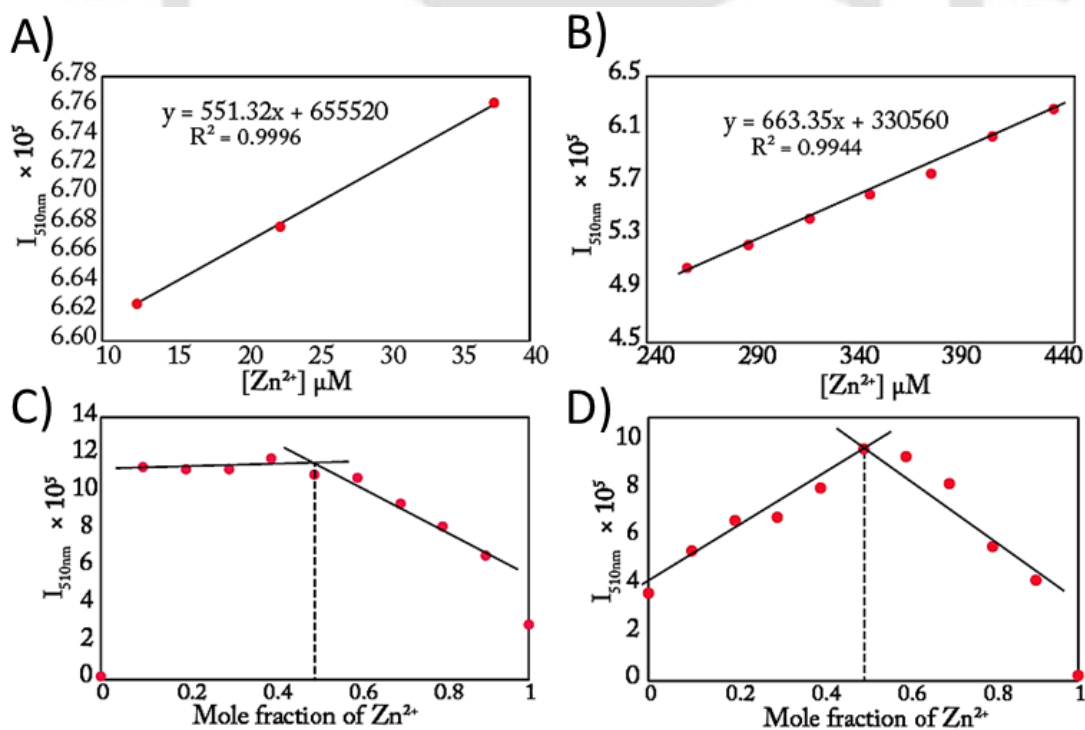 A)
I₅₁₀ₙₘ × 10⁵
6.78
6.76
6.74
6.72
6.70
6.68
6.66
6.64
6.62
6.60
y = 551.32x + 655520
R² = 0.9996
10 15 22 25 30 35 40
[Zn²⁺] μM
B)
I₅₁₀ₙₘ × 10⁵
6.5
6.1
5.7
5.3
4.9
4.5
y = 663.35x + 330560
R² = 0.9944
240 290 340 390 440
[Zn²⁺] μM
C)
I₅₁₀ₙₘ × 10⁵
14
12
10
8
6
4
2
0
0 0.2 0.4 0.6 0.8 1
Mole fraction of Zn²⁺
D)
I₅₁₀ₙₘ × 10⁵
10
8
6
4
2
0
0 0.2 0.4 0.6 0.8 1
Mole fraction of Zn²⁺